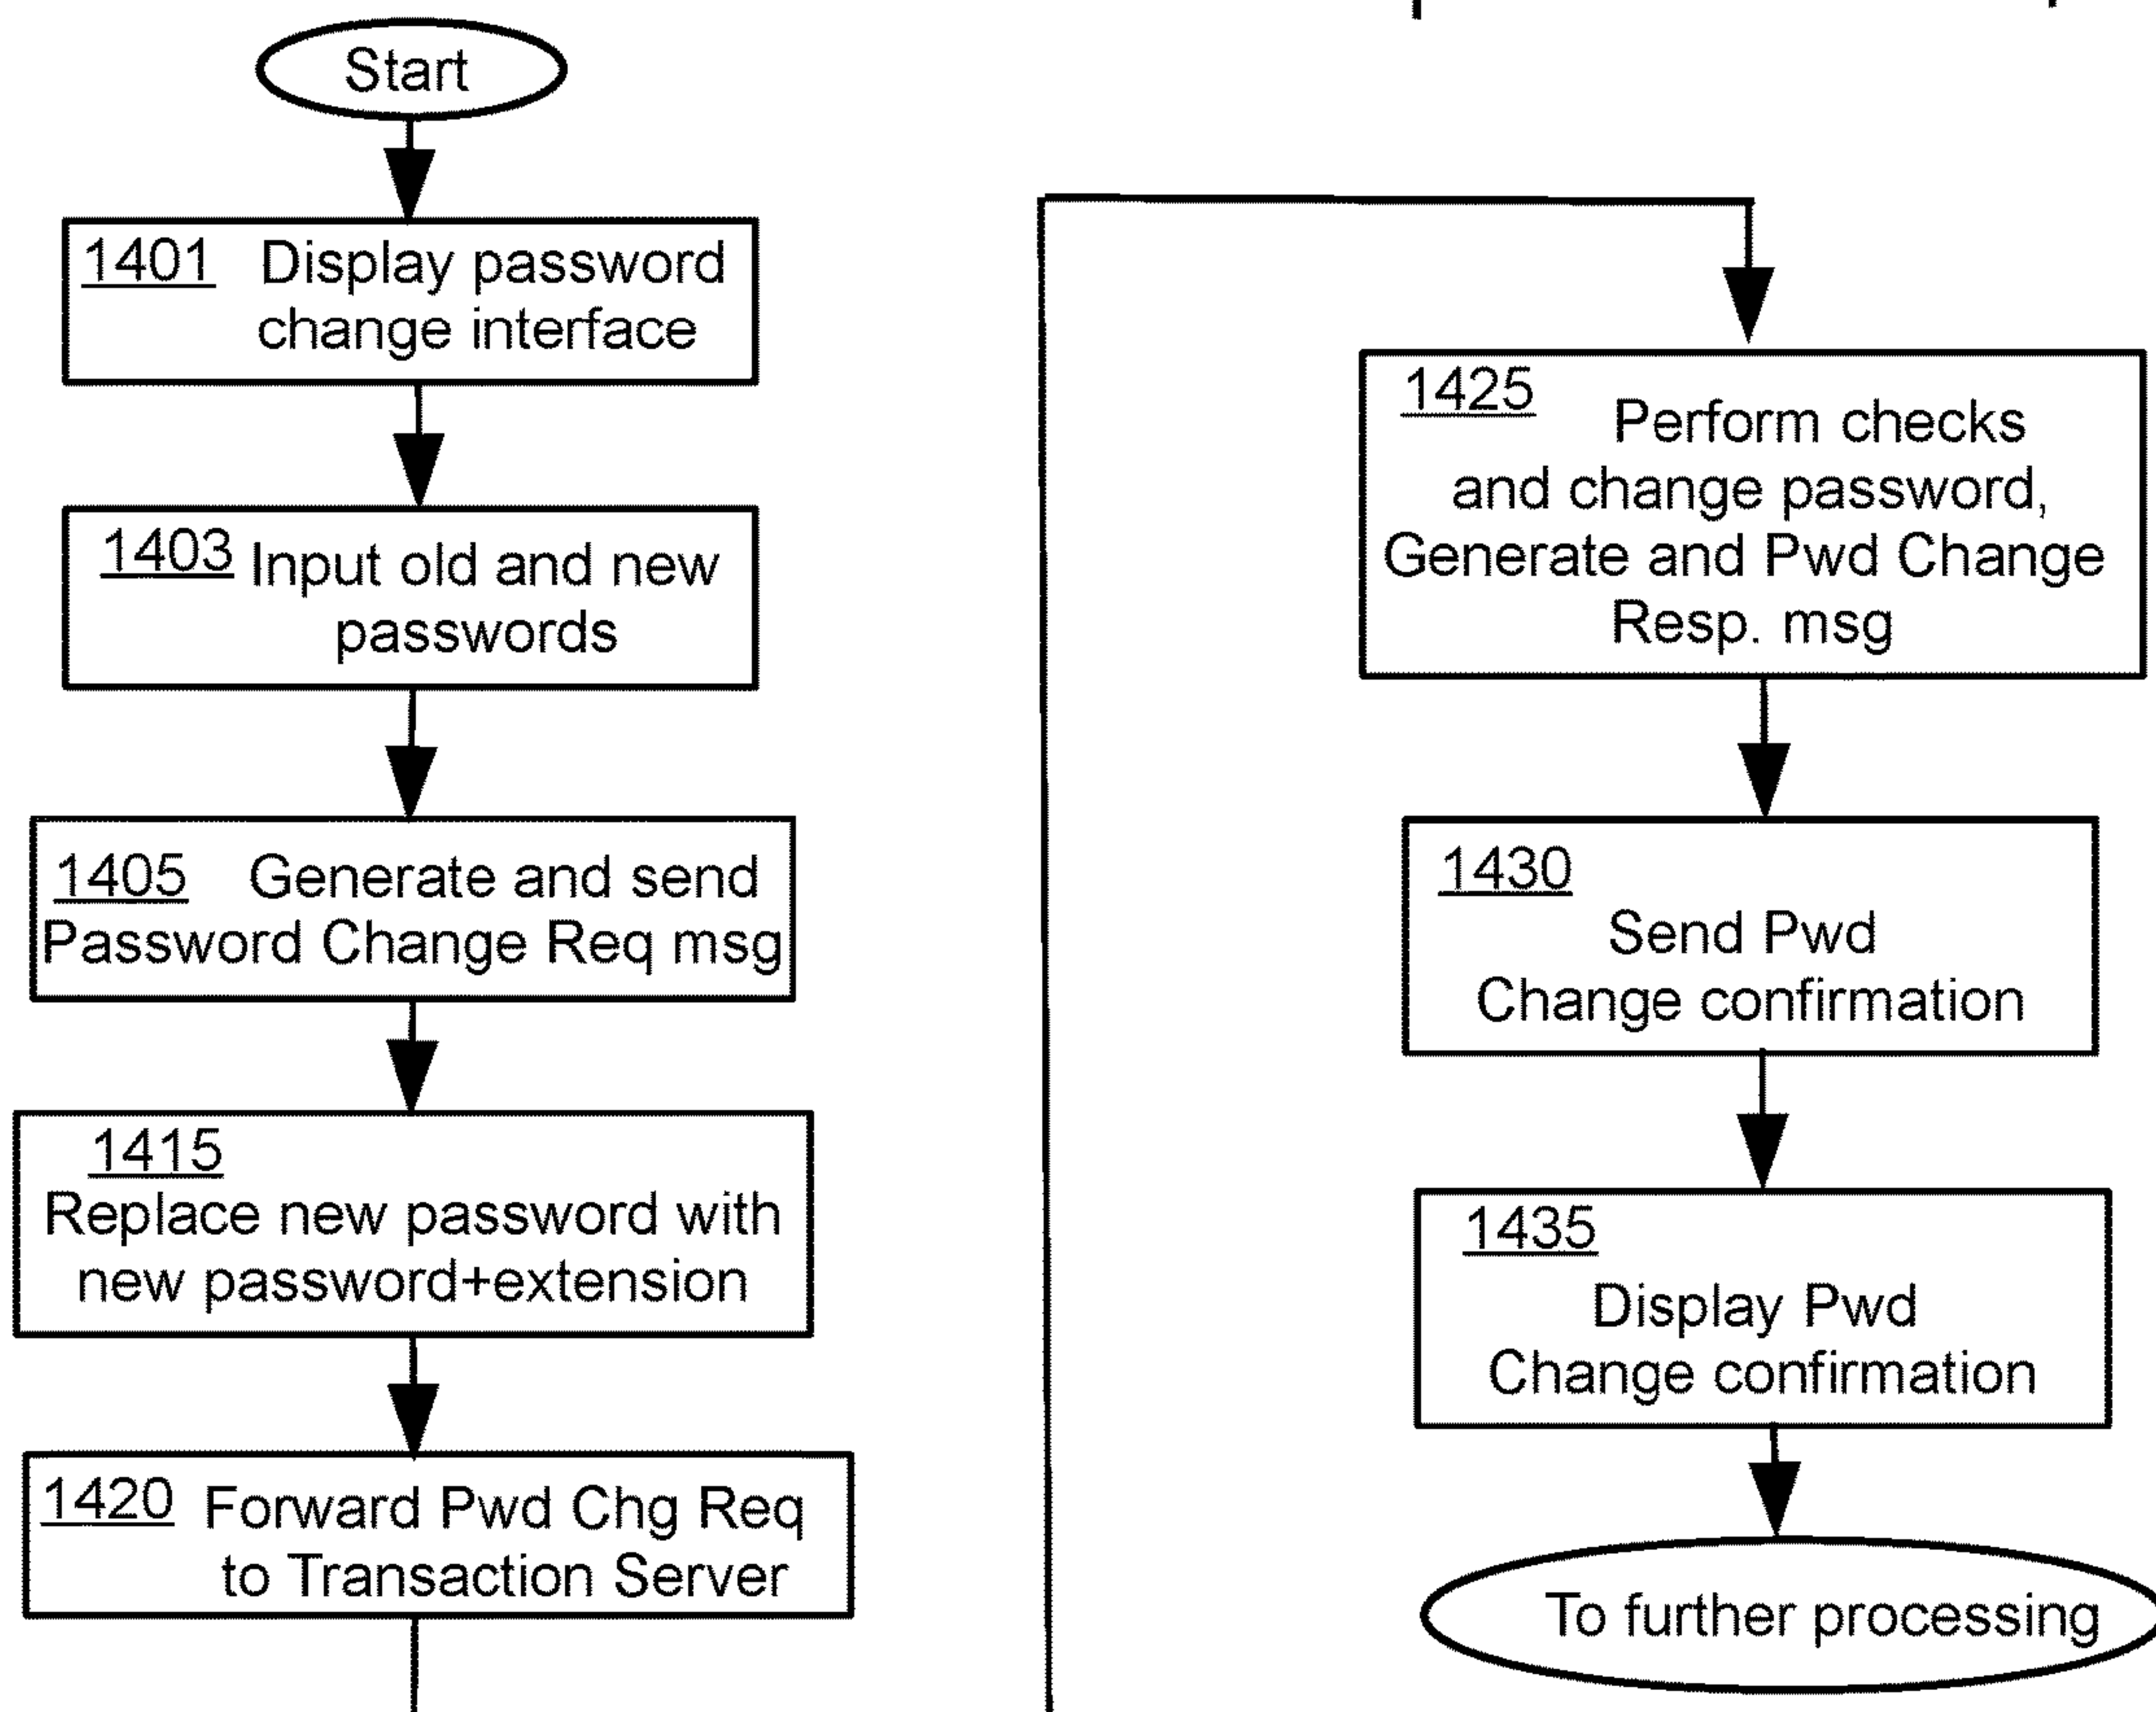 Start
1401 Display password
change interface
1403 Input old and new
passwords
1405 Generate and send
Password Change Req msg
1415
Replace new password with
new password+extension
1420 Forward Pwd Chg Req
to Transaction Server
1425
Perform checks
and change password,
Generate and Pwd Change
Resp. msg
1430
Send Pwd
Change confirmation
1435
Display Pwd
Change confirmation
To further processing